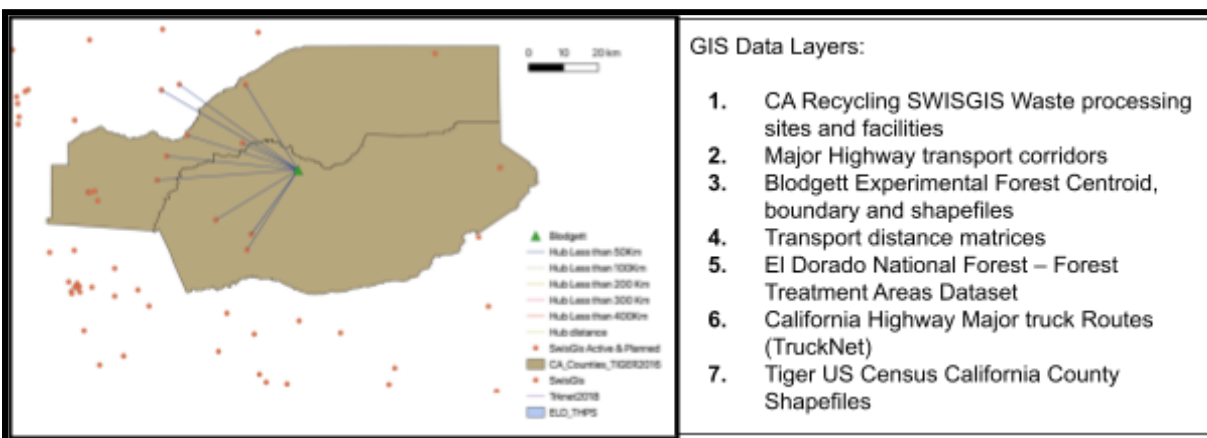 0 10 20 km
Blodgett
Hub Less than 50Km
Hub Less than 100Km
Hub Less than 200 Km
Hub Less than 300 Km
Hub Less than 400Km
Hub distance
SwisGis Active & Planned
CA_Counties_TIGER2016
SwisGis
ELD_THPS
GIS Data Layers:
1. CA Recycling SWISGIS Waste processing
sites and facilities
2. Major Highway transport corridors
3. Blodgett Experimental Forest Centroid,
boundary and shapefiles
4. Transport distance matrices
5. El Dorado National Forest – Forest
Treatment Areas Dataset
6. California Highway Major truck Routes
(TruckNet)
7. Tiger US Census California County
Shapefiles